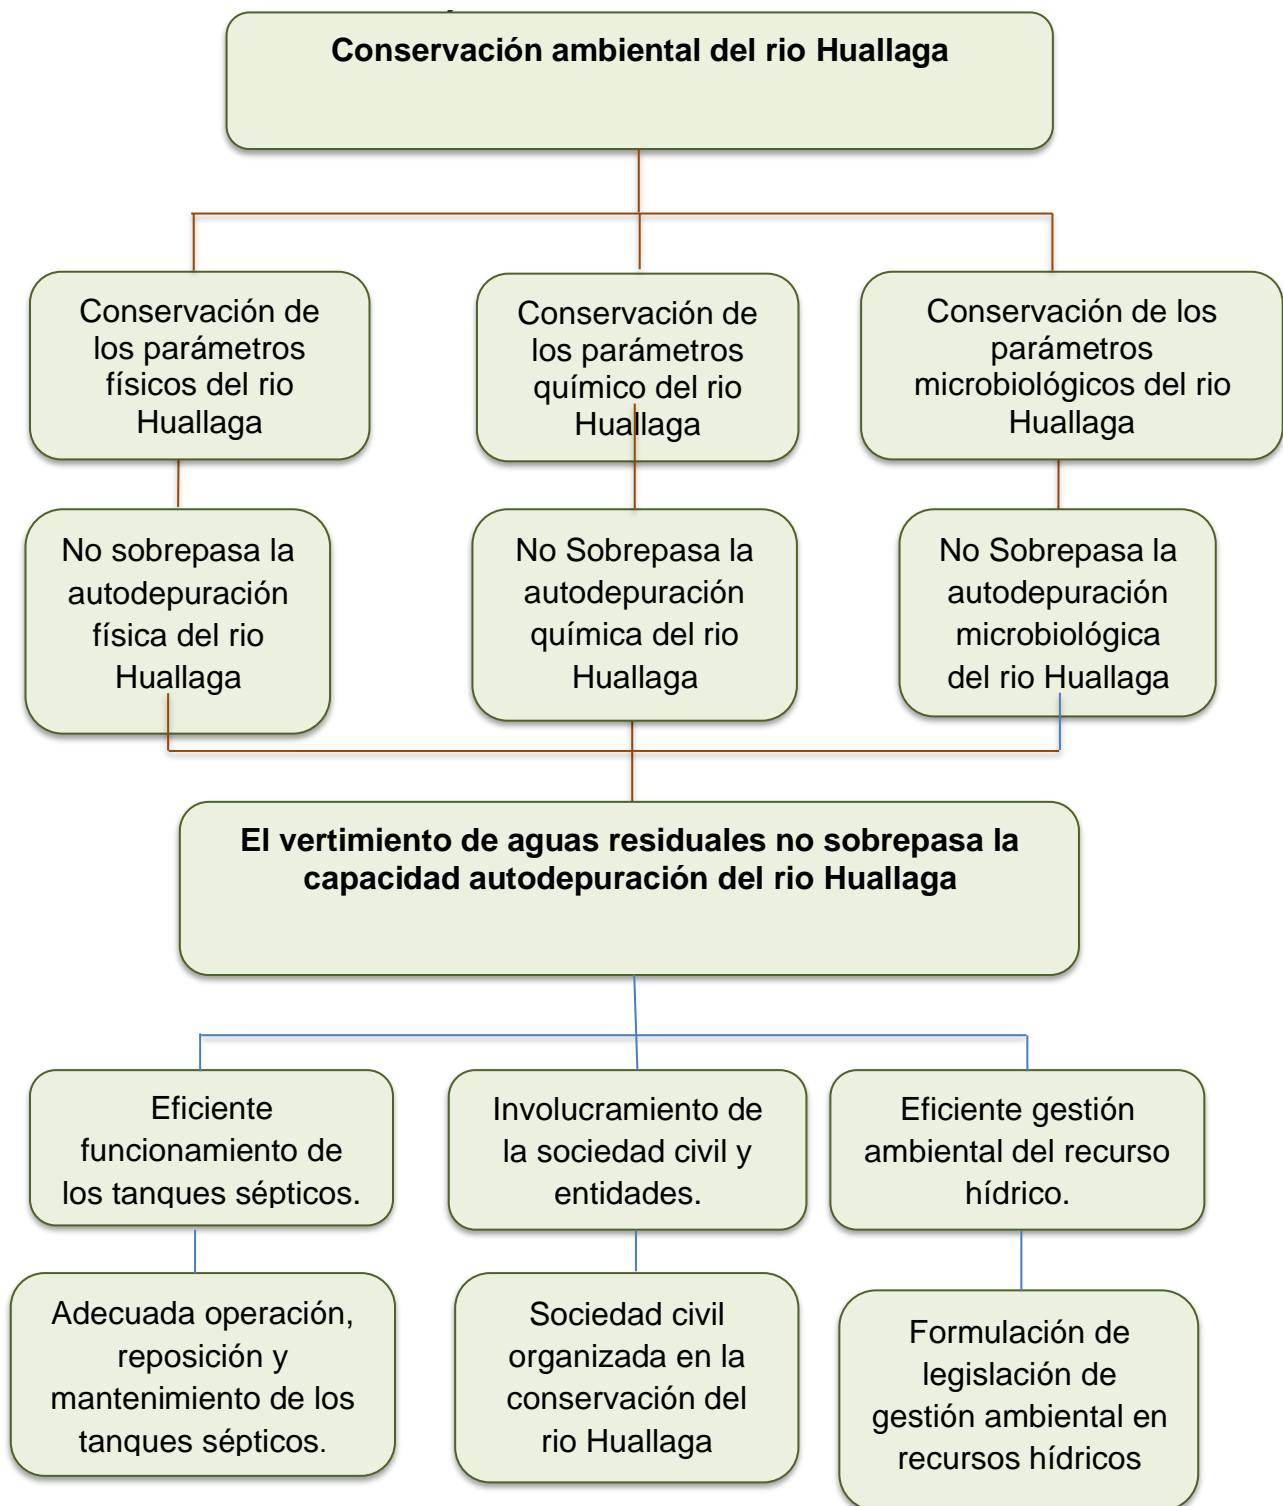 Conservación ambiental del rio Huallaga
Conservación de
los parámetros
físicos del rio
Huallaga
Conservación de
los parámetros
químico del rio
Huallaga
Conservación de los
parámetros
microbiológicos del rio
Huallaga
No sobrepasa la
autodepuración
física del rio
Huallaga
No Sobrepasa la
autodepuración
química del rio
Huallaga
No Sobrepasa la
autodepuración
microbiológica
del rio Huallaga
El vertimiento de aguas residuales no sobrepasa la
capacidad autodepuración del rio Huallaga
Eficiente
funcionamiento de
los tanques sépticos.
Involucramiento de
la sociedad civil y
entidades.
Eficiente gestión
ambiental del recurso
hídrico.
Adecuada operación,
reposición y
mantenimiento de los
tanques sépticos.
Sociedad civil
organizada en la
conservación del
rio Huallaga
Formulación de
legislación de
gestión ambiental en
recursos hídricos